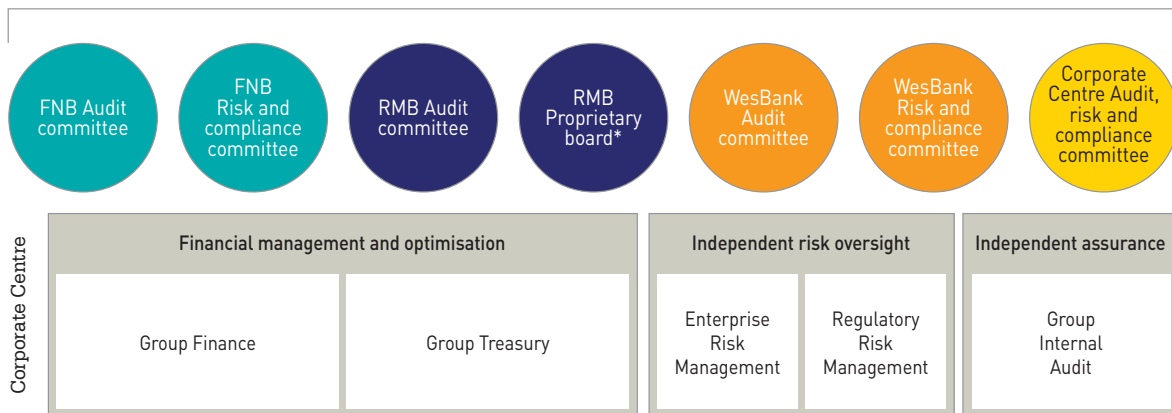 FNB Audit
committee
FNB
Risk and
compliance
committee
RMB Audit
committee
RMB
Proprietary
board*
WesBank
Audit
committee
WesBank
Risk and
compliance
committee
Corporate
Centre Audit,
risk and
compliance
committee
Corporate Centre
Financial management and optimisation
Group Finance
Group Treasury
Independent risk oversight
Enterprise
Risk
Management
Regulatory
Risk
Management
Independent assurance
Group
Internal
Audit